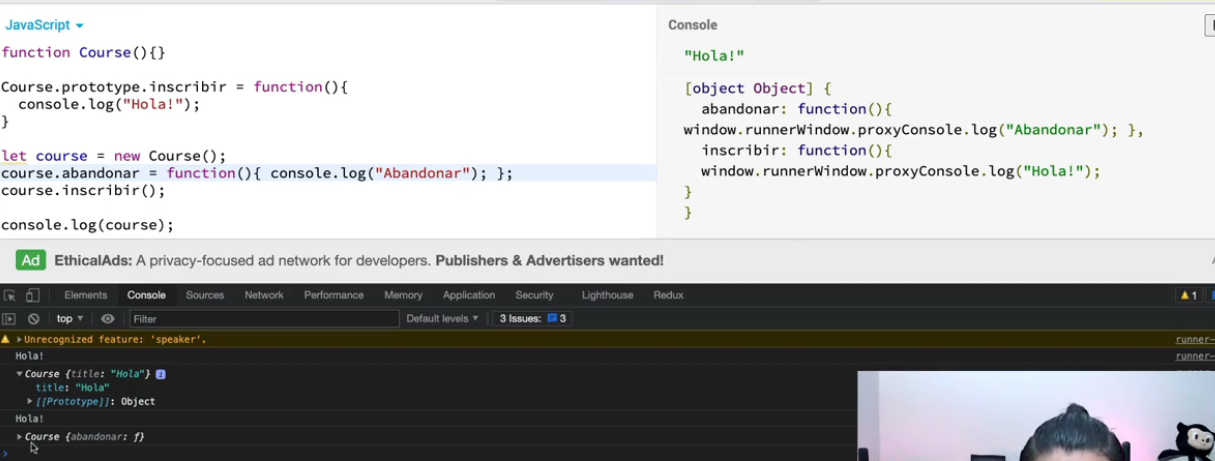 JavaScript
function Course(){}
Course.prototype.inscribir = function(){
console.log("Hola!");
}
let course = new Course();
course.abandonar = function(){ console.log("Abandonar"); };
course.inscribir();
console.log(course);
Console
"Hola!"
[object Object] {
abandonar: function(){
window.runnerWindow.proxyConsole.log("Abandonar"); },
inscribir: function(){
window.runnerWindow.proxyConsole.log("Hola!");
}
}
Ad EthicalAds: A privacy-focused ad network for developers. Publishers & Advertisers wanted!
Elements Console Sources Network Performance Memory Application Security Lighthouse Redux 1
top Filter Default levels 3 Issues: 3
Unrecognized feature: 'speaker'. runner-
Hola! runner-
Course {title: "Hola"}
title: "Hola"
[[Prototype]]: Object
Hola!
Course {abandonar: ƒ}
>